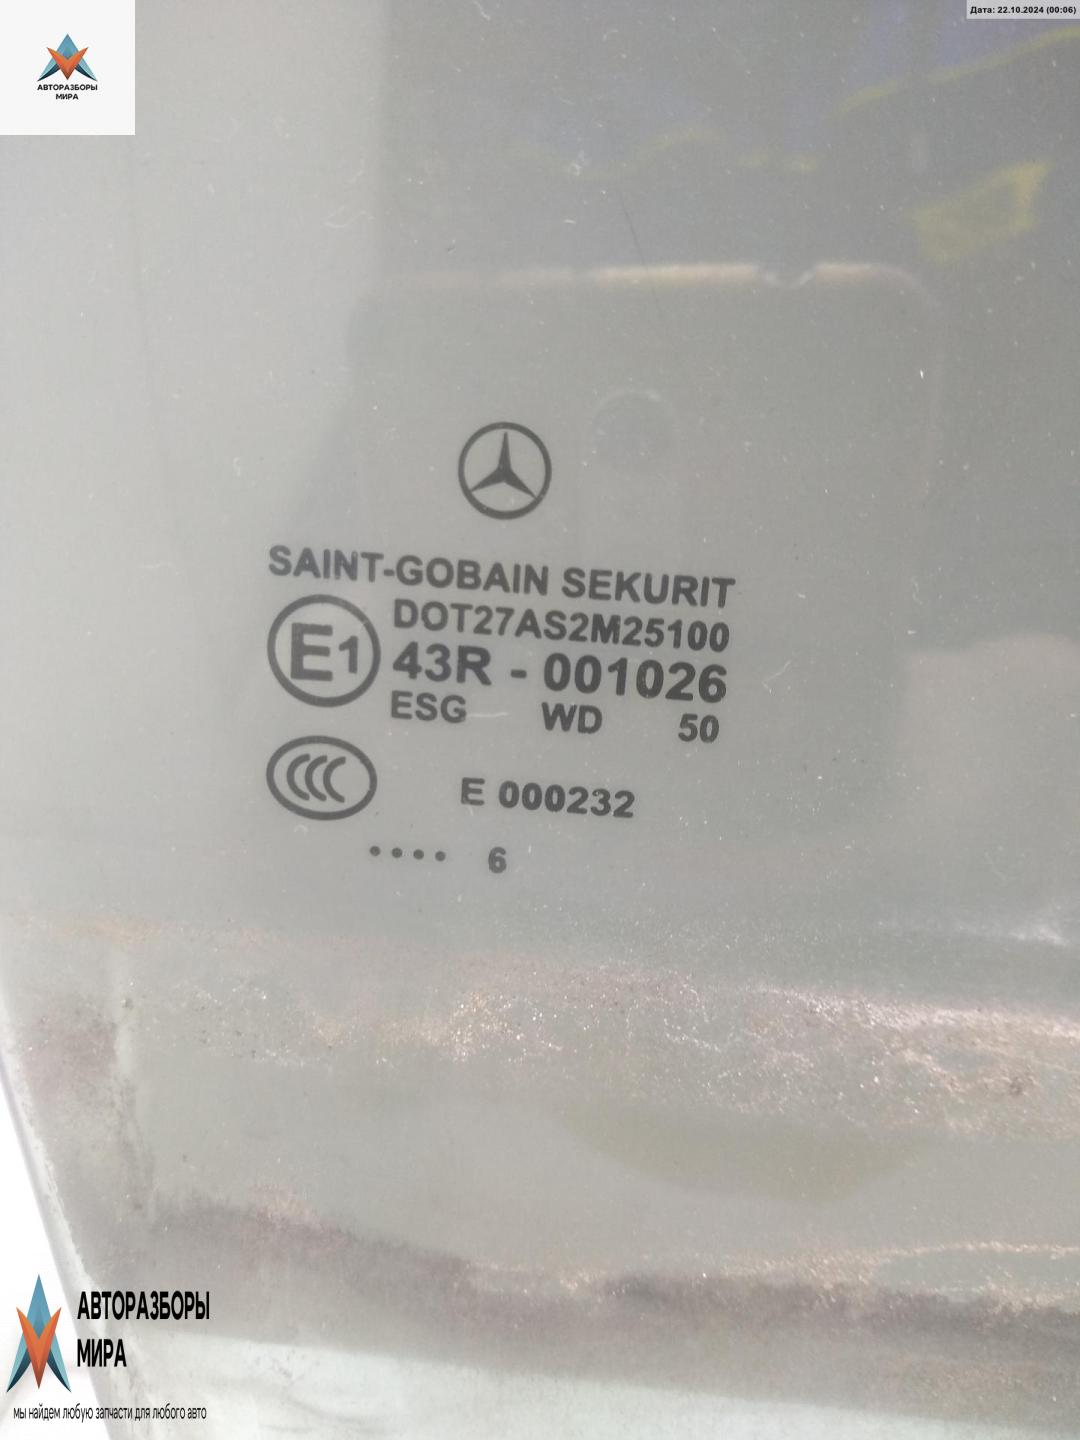 Дата: 22.10.2024 (00:06)
АВТОРАЗБОРЫ
МИРА
SAINT-GOBAIN SEKURIT
DOT27AS2M25100
E1 43R - 001026
ESG WD 50
CCC E 000232
.... 6
АВТОРАЗБОРЫ
МИРА
мы найдем любую запчасти для любого авто